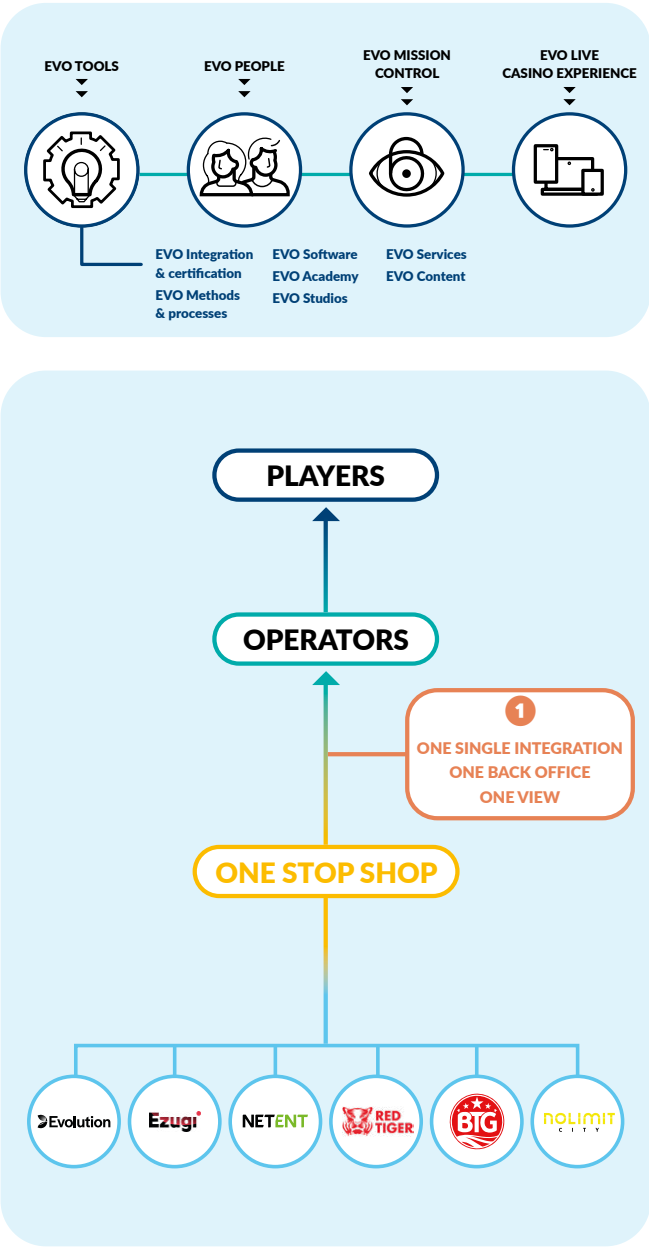 EVO TOOLS
EVO PEOPLE
EVO MISSION
CONTROL
EVO LIVE
CASINO EXPERIENCE
EVO Integration
& certification
EVO Methods
& processes
EVO Software
EVO Academy
EVO Studios
EVO Services
EVO Content
PLAYERS
OPERATORS
1
ONE SINGLE INTEGRATION
ONE BACK OFFICE
ONE VIEW
ONE STOP SHOP
Evolution
Ezugi
NETENT
RED
TIGER
BTG
NOLIMIT
CITY